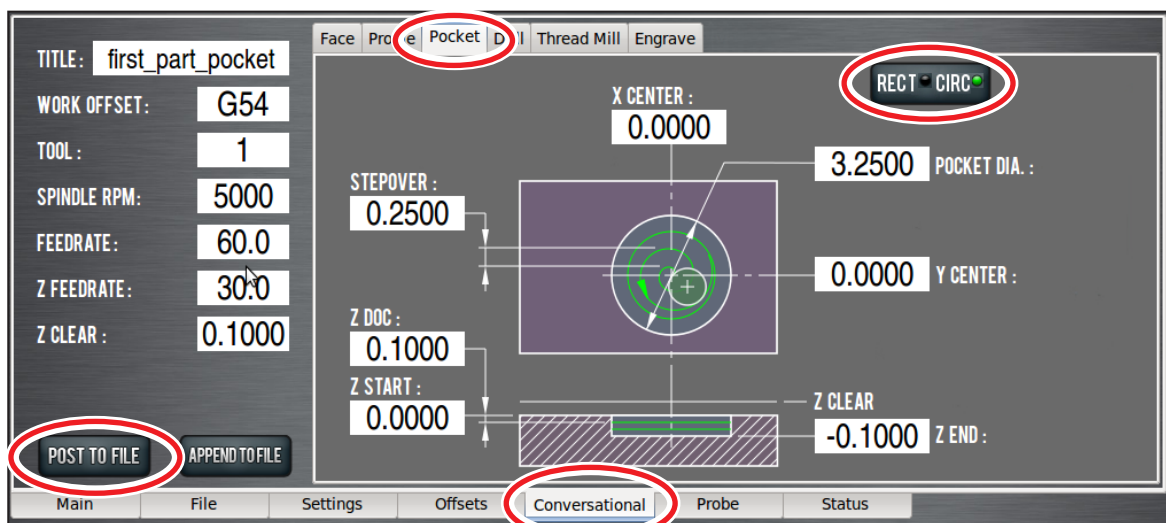 TITLE: first_part_pocket
WORK OFFSET: G54
TOOL: 1
SPINDLE RPM: 5000
FEEDRATE: 60.0
Z FEEDRATE: 30.0
Z CLEAR: 0.1000
POST TO FILE APPEND TO FILE
Face Pocket Thread Mill Engrave
RECT CIRC
X CENTER:
0.0000
3.2500 POCKET DIA.:
STEPOVER:
0.2500
0.0000 Y CENTER:
Z DOC:
0.1000
Z START:
0.0000
Z CLEAR
-0.1000 Z END:
Main File Settings Offsets Conversational Probe Status